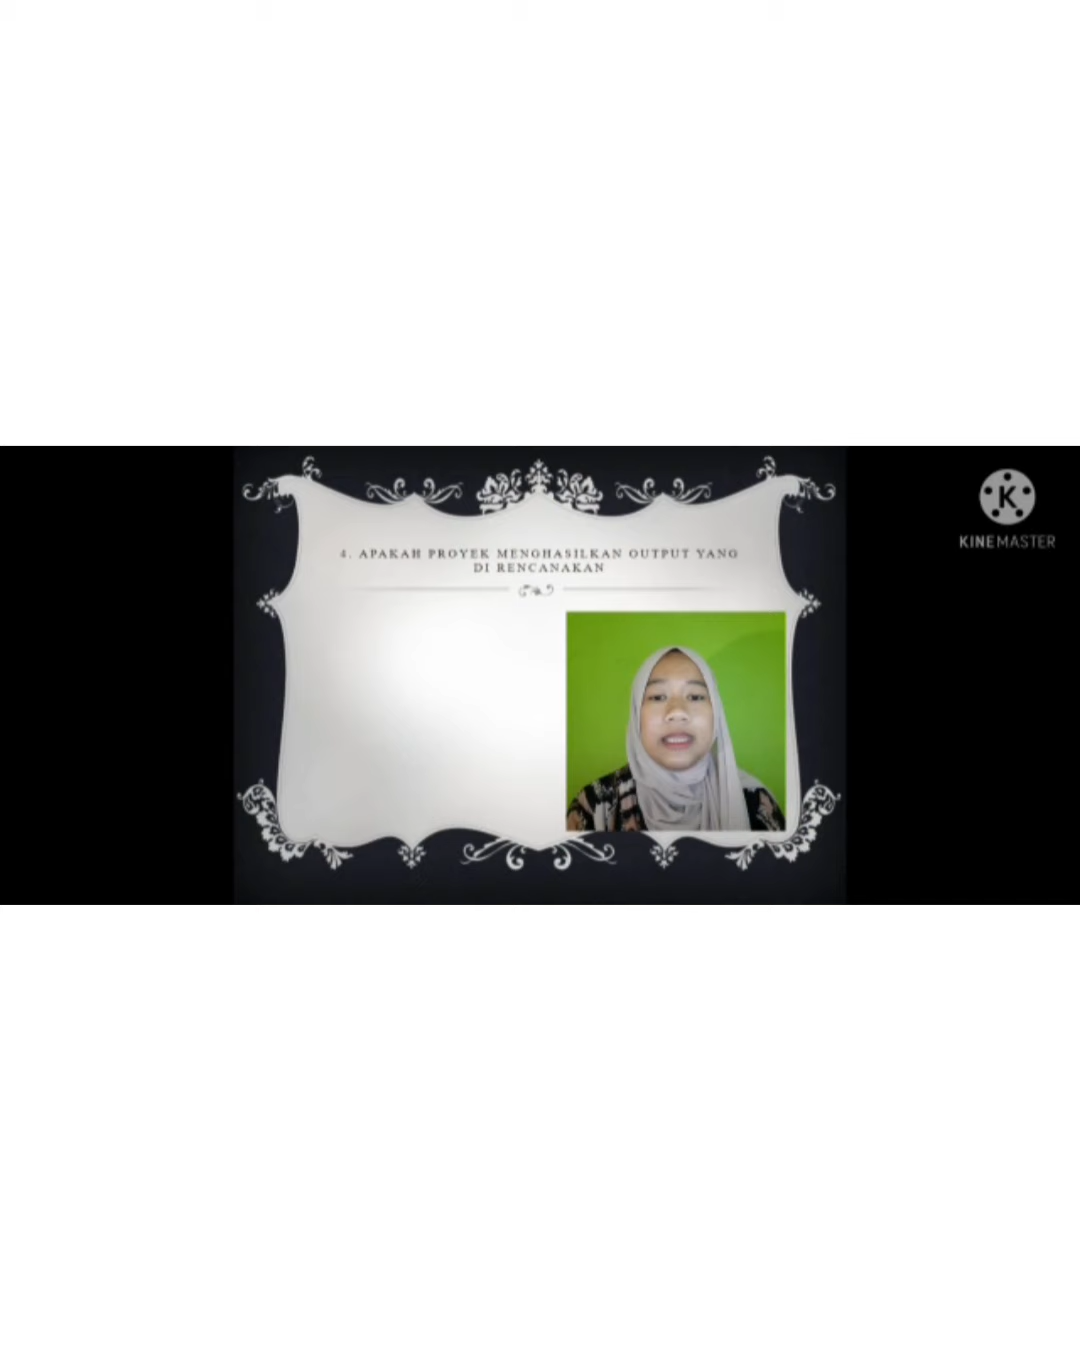 4. APAKAH PROYEK MENGHASILKAN OUTPUT YANG
DI RENCANAKAN
K
KINEMASTER